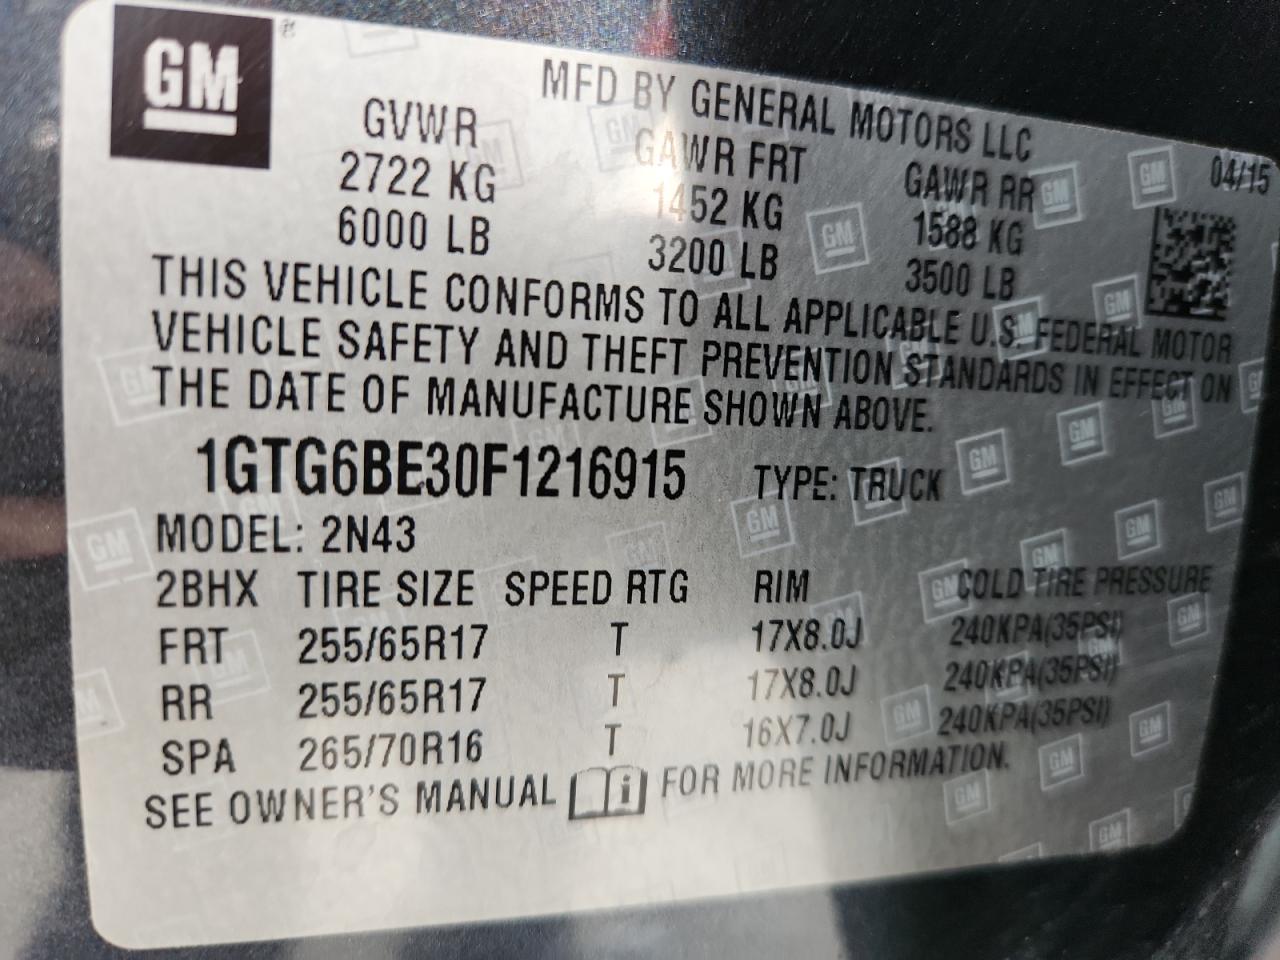 GM
MFD BY GENERAL MOTORS LLC
GVWR GAWR FRT GAWR RR 04/15
2722 KG 1452 KG 1588 KG
6000 LB 3200 LB 3500 LB
THIS VEHICLE CONFORMS TO ALL APPLICABLE U.S. FEDERAL MOTOR
VEHICLE SAFETY AND THEFT PREVENTION STANDARDS IN EFFECT ON
THE DATE OF MANUFACTURE SHOWN ABOVE.
1GTG6BE30F1216915 TYPE: TRUCK
MODEL: 2N43
2BHX TIRE SIZE SPEED RTG RIM COLD TIRE PRESSURE
FRT 255/65R17 T 17X8.0J 240KPA(35PSI)
RR 255/65R17 T 17X8.0J 240KPA(35PSI)
SPA 265/70R16 T 16X7.0J 240KPA(35PSI)
SEE OWNER'S MANUAL i FOR MORE INFORMATION.